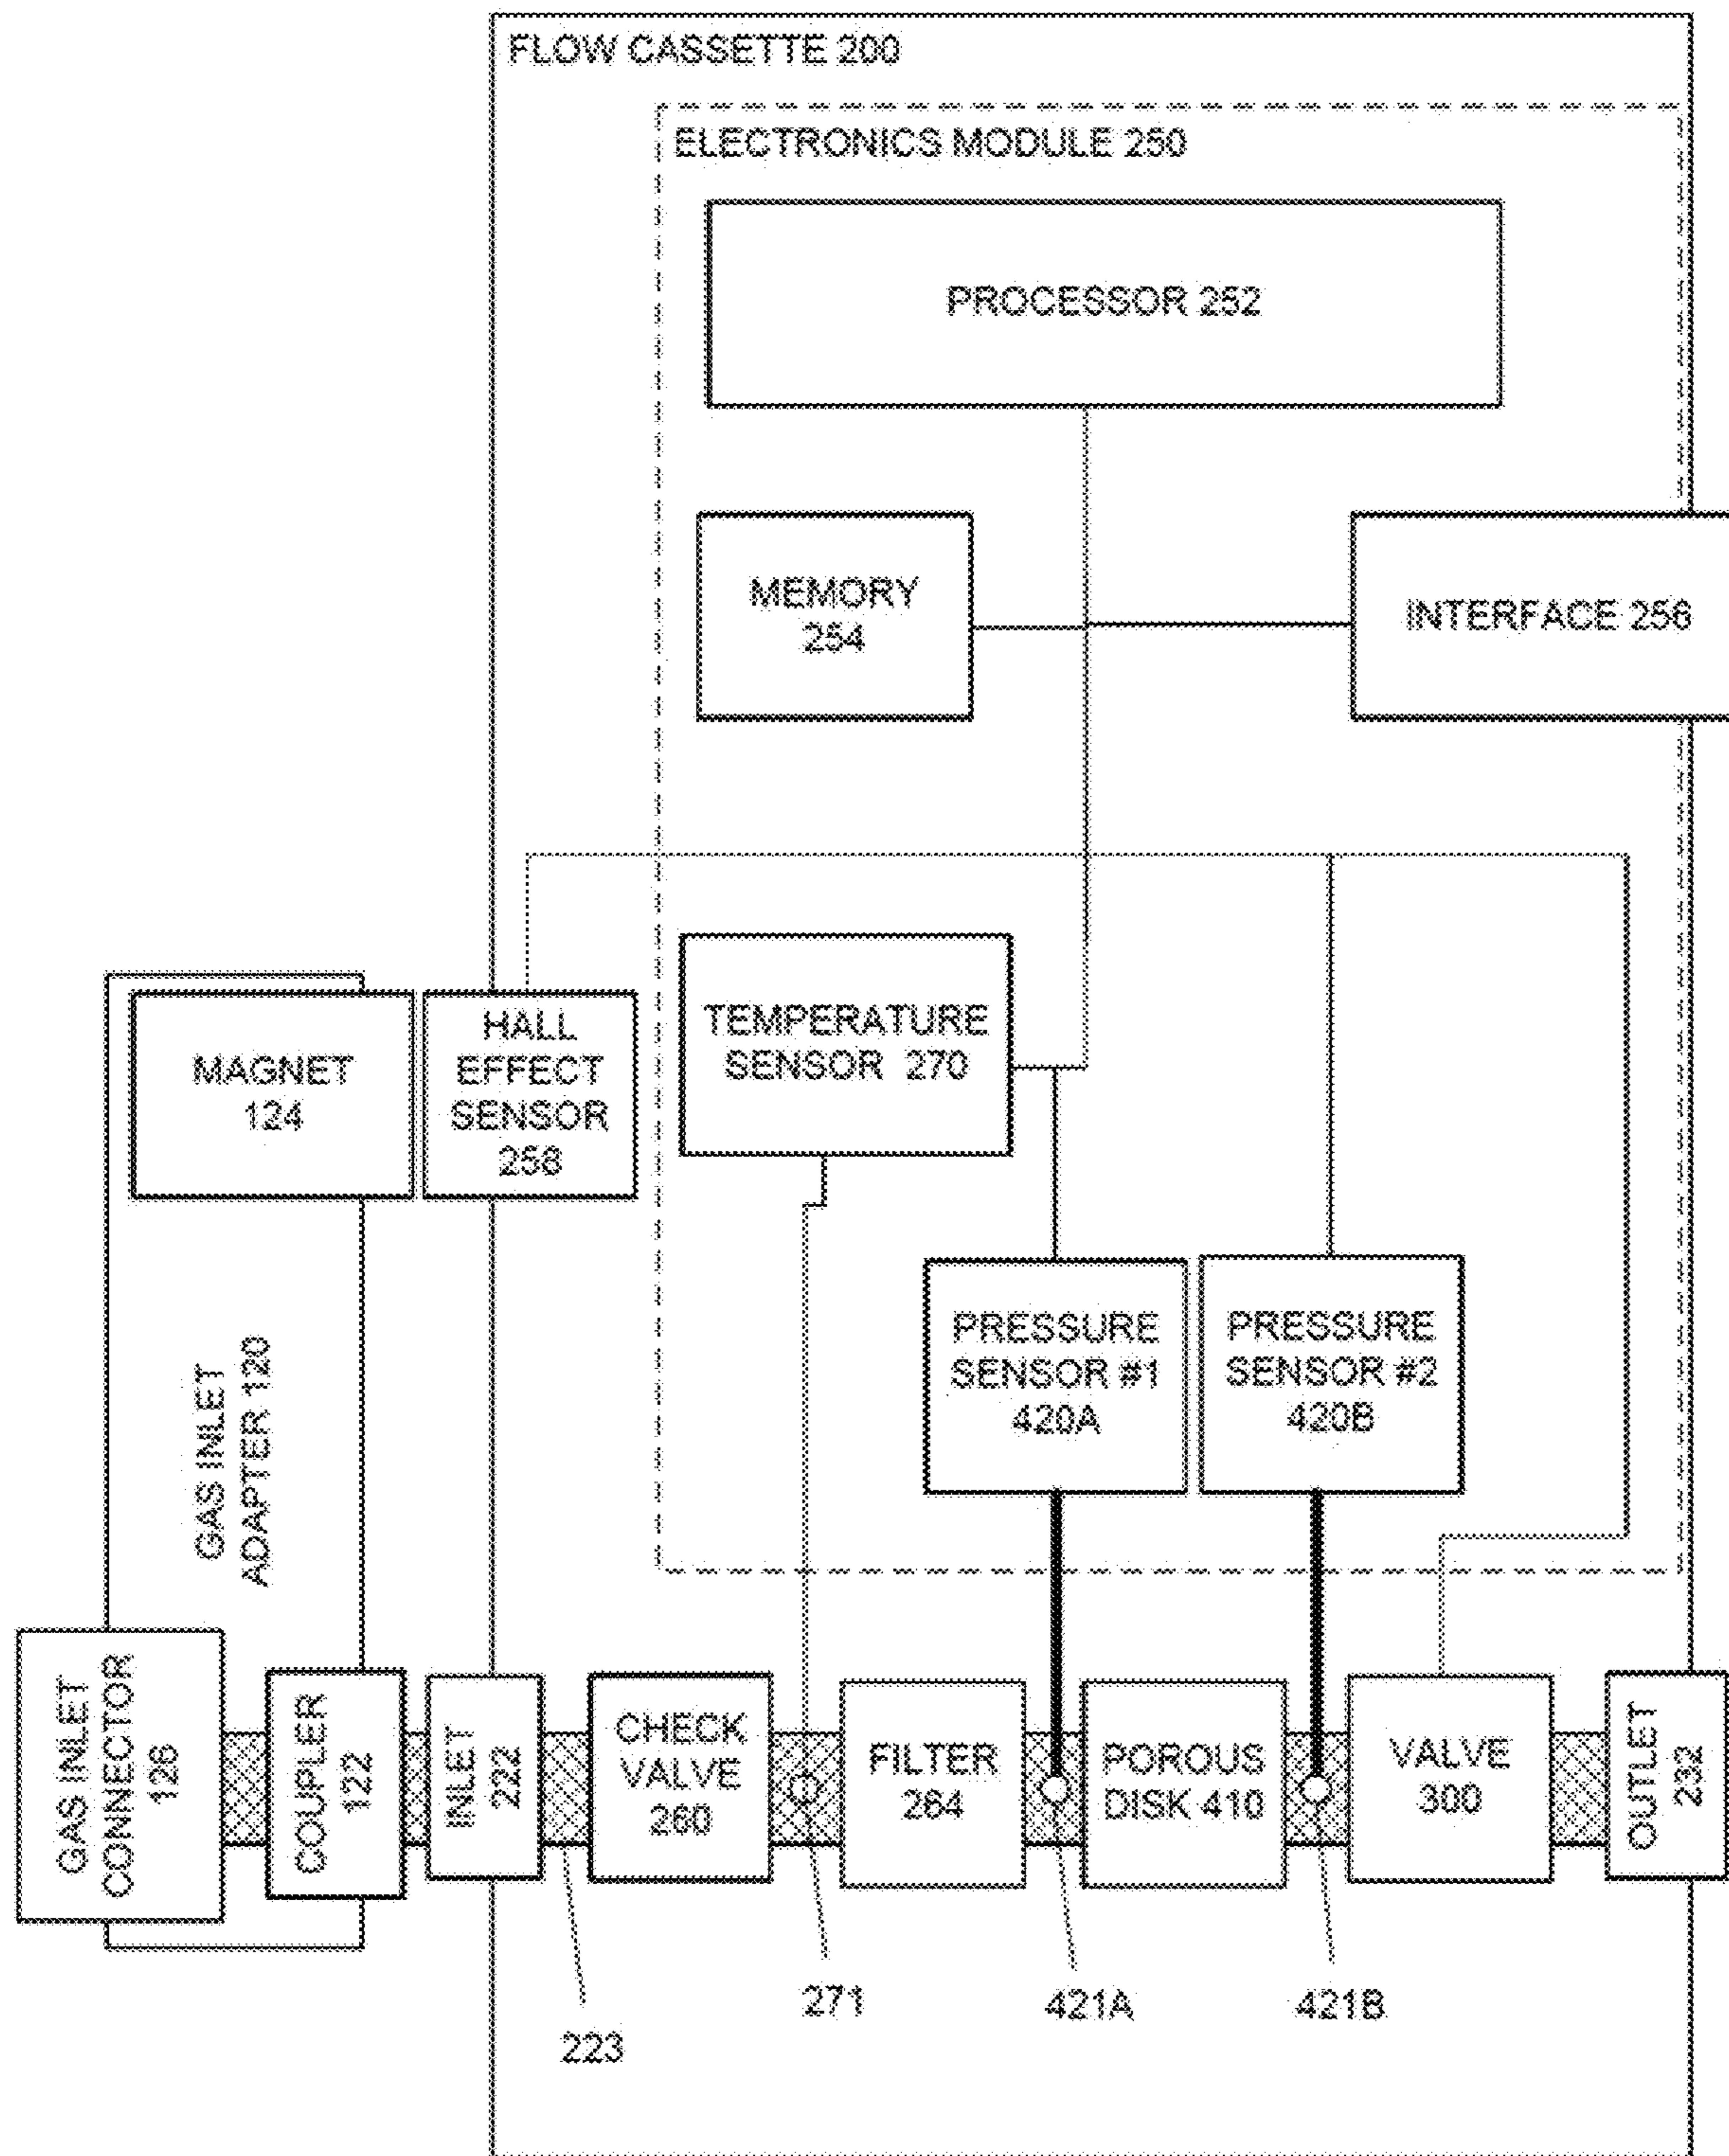 FLOW CASSETTE 200
ELECTRONICS MODULE 250
PROCESSOR 252
MEMORY
254
INTERFACE 256
MAGNET
124
HALL
EFFECT
SENSOR
258
TEMPERATURE
SENSOR 270
PRESSURE
SENSOR #1
420A
PRESSURE
SENSOR #2
420B
GAS INLET
ADAPTER 120
GAS INLET
CONNECTOR
126
COUPLER
122
INLET
222
CHECK
VALVE
260
FILTER
264
POROUS
DISK 410
VALVE
300
OUTLET
232
223
271
421A
421B